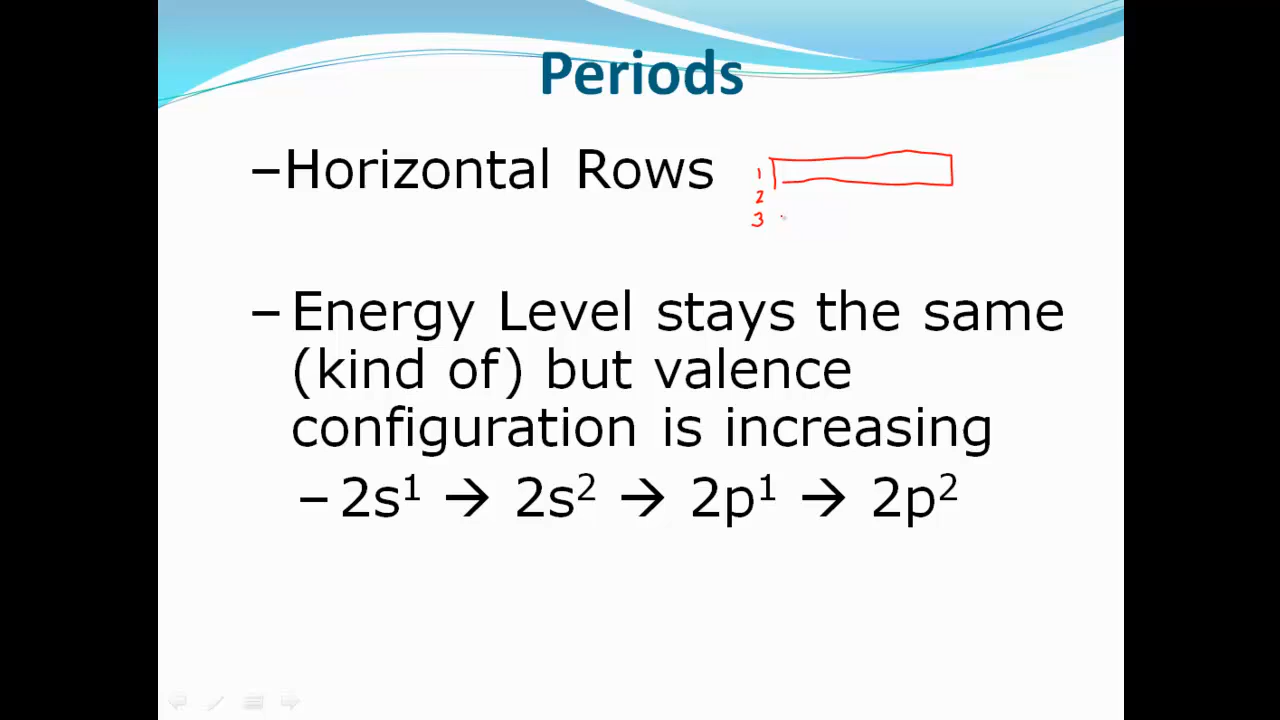 Periods
–Horizontal Rows
1
2
3
–Energy Level stays the same
(kind of) but valence
configuration is increasing
–2s¹ → 2s² → 2p¹ → 2p²